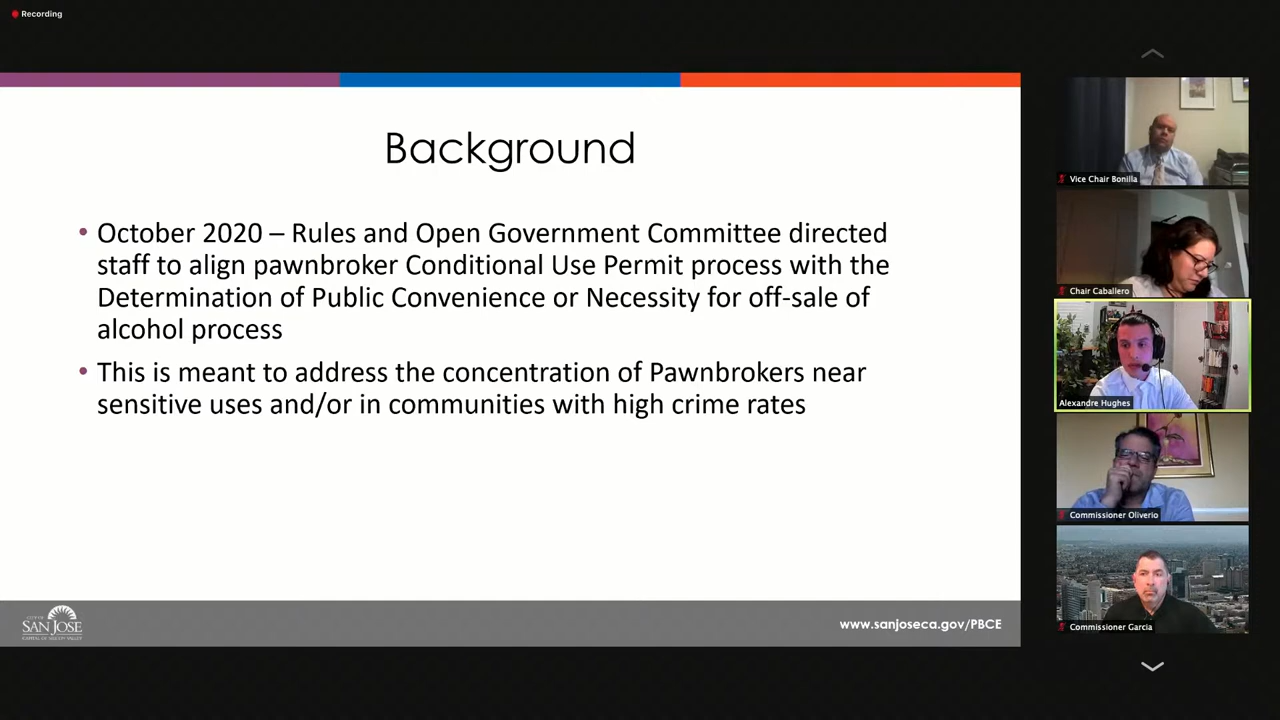 Recording
Background
• October 2020 – Rules and Open Government Committee directed
staff to align pawnbroker Conditional Use Permit process with the
Determination of Public Convenience or Necessity for off-sale of
alcohol process
• This is meant to address the concentration of Pawnbrokers near
sensitive uses and/or in communities with high crime rates
CITY OF
SAN JOSE
CAPITAL OF SILICON VALLEY
www.sanjoseca.gov/PBCE
Vice Chair Bonilla
Chair Caballero
Alexandre Hughes
Commissioner Oliverio
Commissioner Garcia